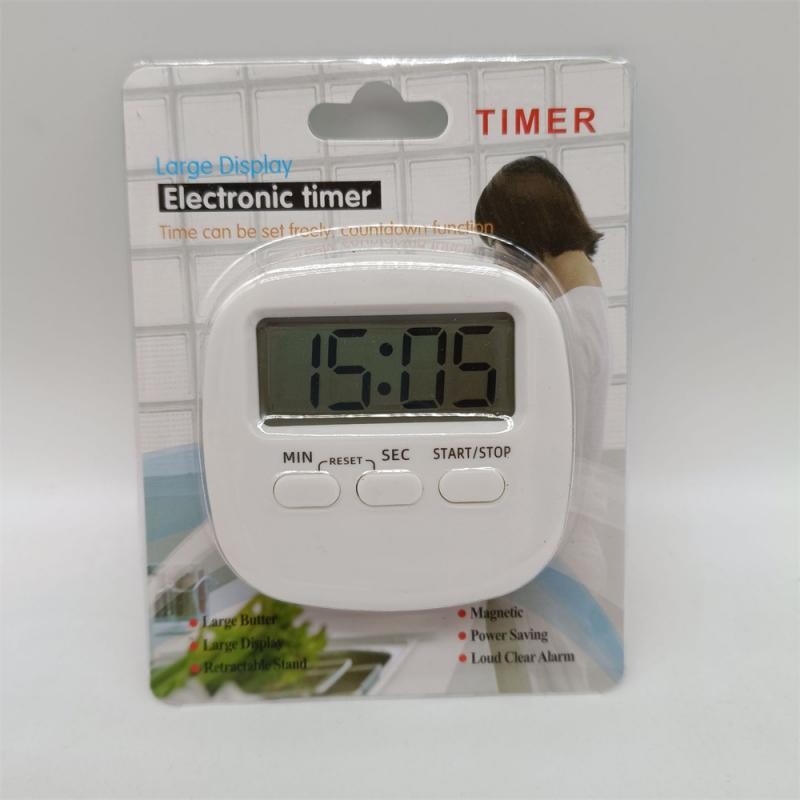 TIMER
Large Display
Electronic timer
Time can be set freely, countdown function
15:05
MIN RESET SEC START/STOP
Large Butter
Large Display
Retractable Stand
Magnetic
Power Saving
Loud Clear Alarm